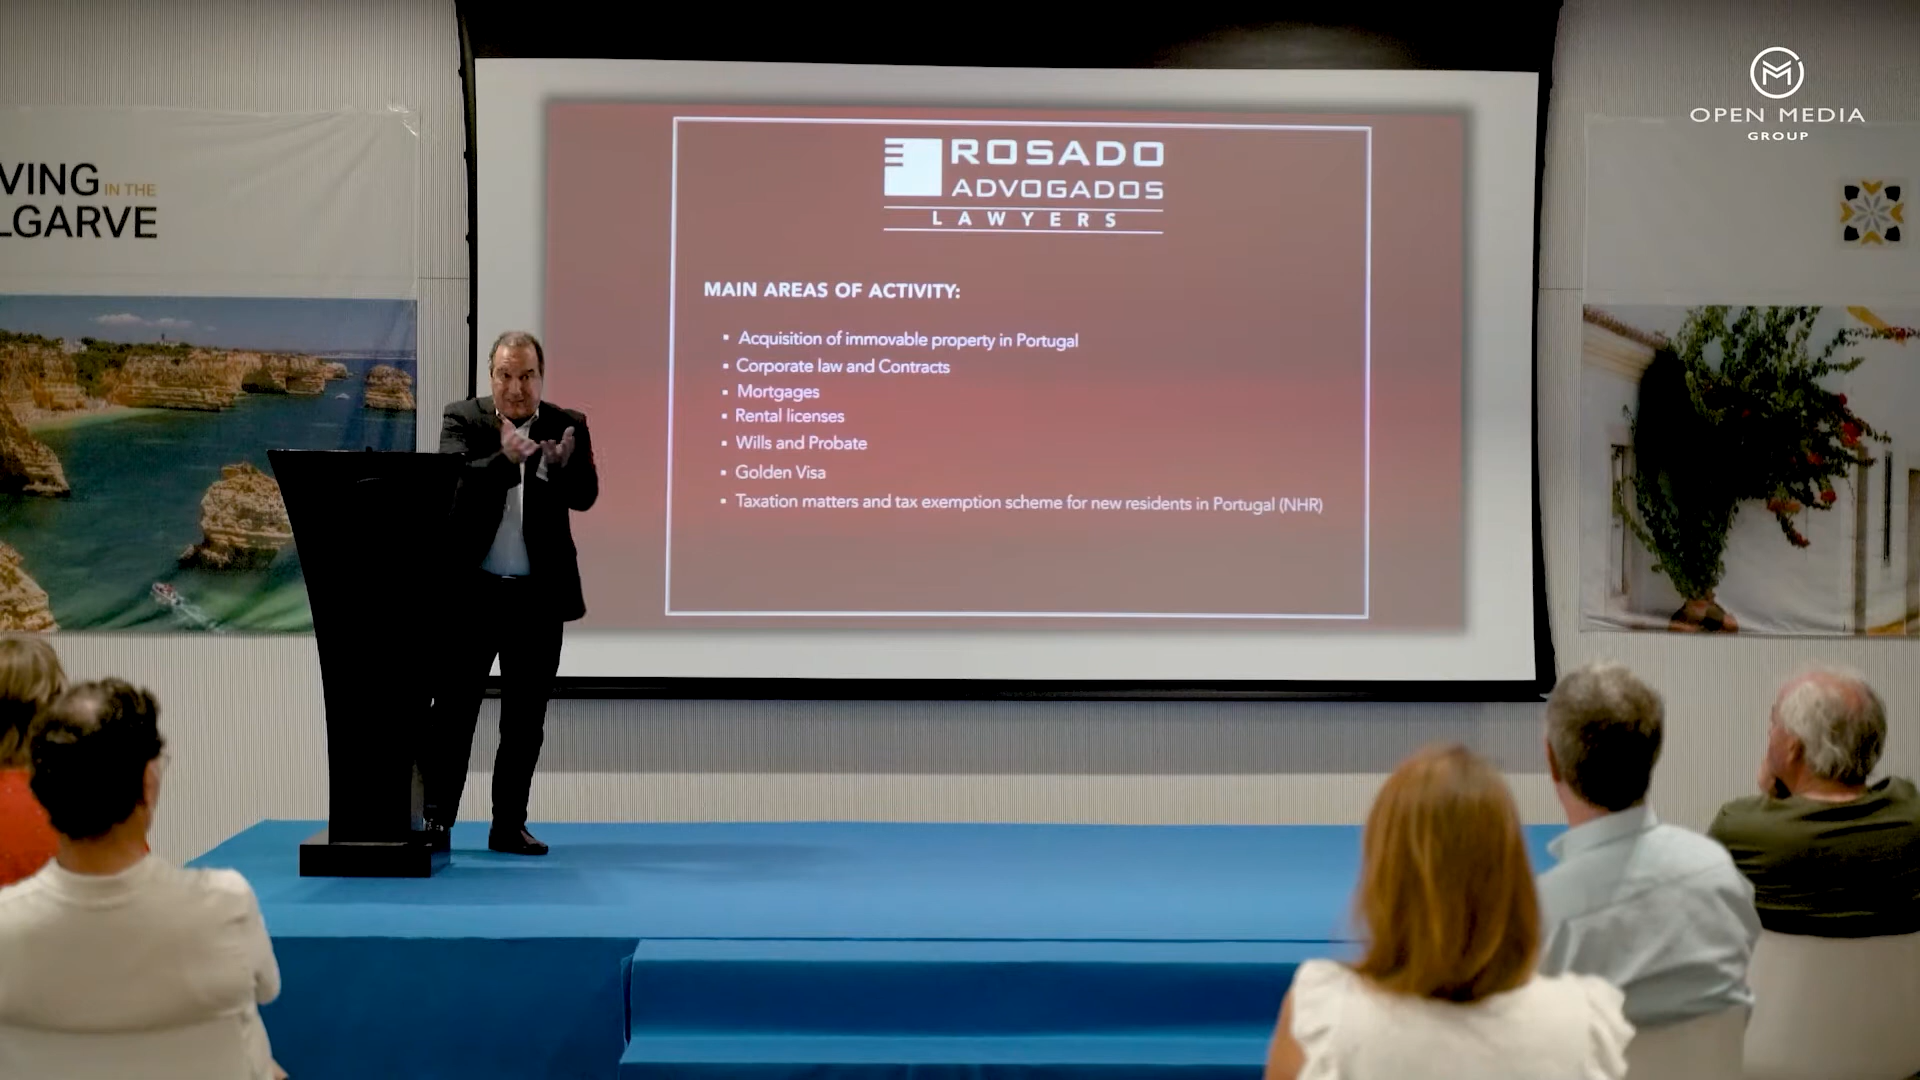 OPEN MEDIA
GROUP
VING IN THE
LGARVE
ROSADO
ADVOGADOS
LAWYERS
MAIN AREAS OF ACTIVITY:
▪ Acquisition of immovable property in Portugal
▪ Corporate law and Contracts
▪ Mortgages
▪ Rental licenses
▪ Wills and Probate
▪ Golden Visa
▪ Taxation matters and tax exemption scheme for new residents in Portugal (NHR)